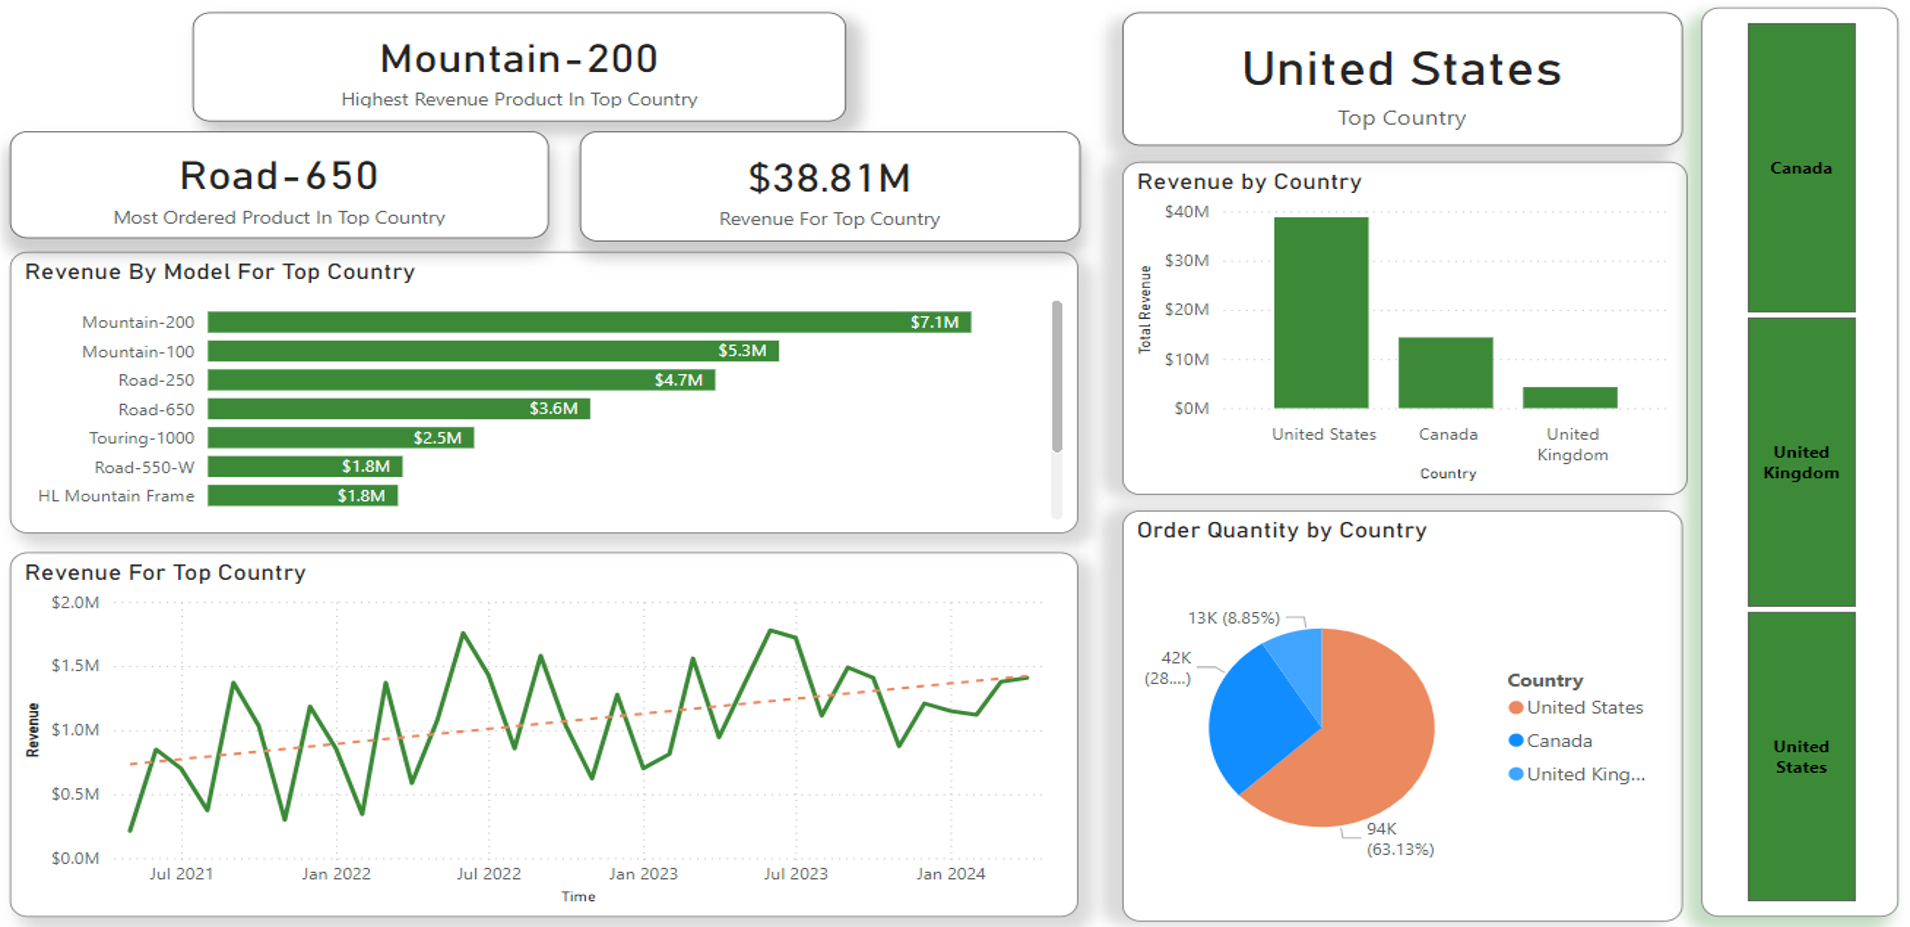 Mountain-200
Highest Revenue Product In Top Country
Road-650
Most Ordered Product In Top Country
$38.81M
Revenue For Top Country
Revenue By Model For Top Country
Mountain-200
$7.1M
Mountain-100
$5.3M
Road-250
$4.7M
Road-650
$3.6M
Touring-1000
$2.5M
Road-550-W
$1.8M
HL Mountain Frame
$1.8M
Revenue For Top Country
Revenue
$2.0M
$1.5M
$1.0M
$0.5M
$0.0M
Jul 2021
Jan 2022
Jul 2022
Jan 2023
Jul 2023
Jan 2024
Time
United States
Top Country
Revenue by Country
Total Revenue
$40M
$30M
$20M
$10M
$0M
United States
Canada
United
Kingdom
Country
Order Quantity by Country
13K (8.85%)
42K
(28....)
94K
(63.13%)
Country
United States
Canada
United King...
Canada
United
Kingdom
United
States